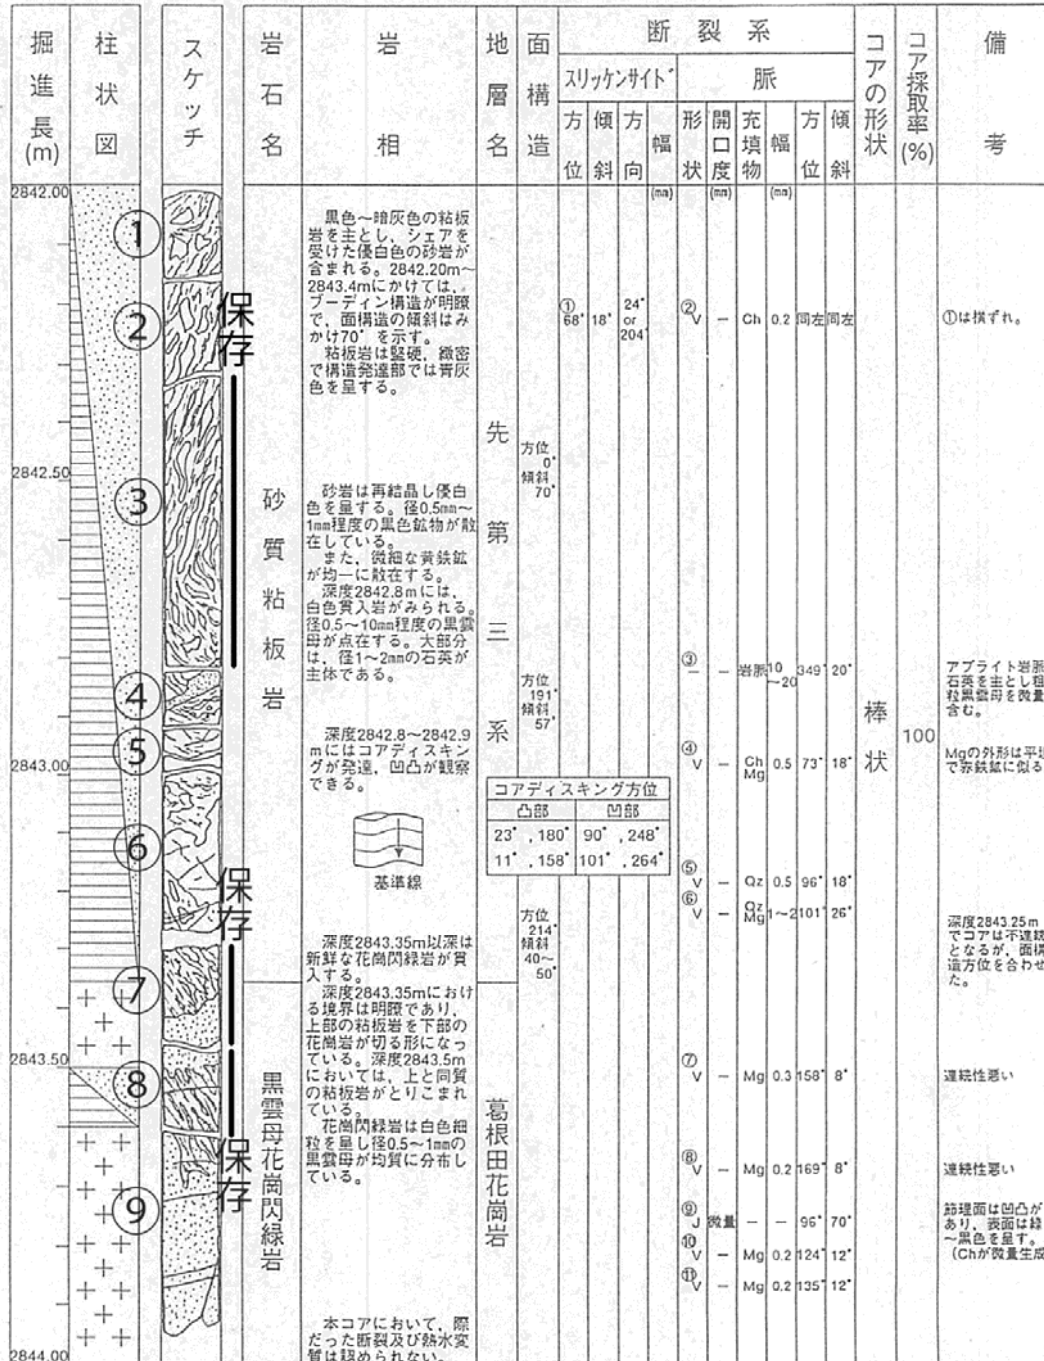 掘進長(m)
柱状図
スケッチ
岩石名
岩相
地層名
面構造
断裂系
スリッケンサイド
方位
傾斜
方向
幅
(mm)
脈
形状
開口度
(mm)
充填物
幅
(mm)
方位
傾斜
コアの形状
コア採取率(%)
備考
2842.00
2842.50
2843.00
2843.50
2844.00
①
②
③
④
⑤
⑥
⑦
⑧
⑨
保存
保存
保存
砂質粘板岩
黒雲母花崗閃緑岩
黒色～暗灰色の粘板
岩を主とし、シェアを
受けた優白色の砂岩が
含まれる。2842.20m～
2843.4mにかけては、
ブーディン構造が明瞭
で、面構造の傾斜はみ
かけ70°を示す。
粘板岩は堅硬、緻密
で構造発達部では青灰
色を呈する。
砂岩は再結晶し優白
色を呈する。径0.5mm～
1mm程度の黒色鉱物が散
在している。
また、微細な黄鉄鉱
が均一に散在する。
深度2842.8mには、
白色貫入岩がみられる。
径0.5～10mm程度の黒雲
母が点在する。大部分
は、径1～2mmの石英が
主体である。
深度2842.8～2842.9
mにはコアディスキン
グが発達、凹凸が観察
できる。
基準線
深度2843.35m以深は
新鮮な花崗閃緑岩が貫
入する。
深度2843.35mにおけ
る境界は明瞭であり、
上部の粘板岩を下部の
花崗岩が切る形になっ
ている。深度2843.5m
においては、上と同質
の粘板岩がとりこまれ
ている。
花崗閃緑岩は白色細
粒を呈し径0.5～1mmの
黒雲母が均質に分布し
ている。
本コアにおいて、際
だった断裂及び熱水変
質は認められない。
先第三系
葛根田花崗岩
方位
0°
傾斜
70°
方位
191°
傾斜
57°
方位
214°
傾斜
40～
50°
コアディスキング方位
凸部 凹部
23°,180° 90°,248°
11°,158° 101°,264°
① 68° 18° 24° or 204°
② V － Ch 0.2 同左 同左
③ － － 岩脈 10～20 349° 20°
④ V － Ch Mg 0.5 73° 18°
⑤ V － Qz 0.5 96° 18°
⑥ V － Qz Mg 1～2 101° 26°
⑦ V － Mg 0.3 158° 8°
⑧ V － Mg 0.2 169° 8°
⑨ J 微量 － － 96° 70°
⑩ V － Mg 0.2 124° 12°
⑪ V － Mg 0.2 135° 12°
棒状
100
①は横ずれ。
アプライト岩脈
石英を主とし粗
粒黒雲母を微量
含む。
Mgの外形は平
で赤鉄鉱に似る
深度2843.25m
でコアは不連続
となるが、面構
造方位を合わせ
た。
連続性悪い
連続性悪い
節理面は凹凸が
あり、表面は緑
～黒色を呈す。
(Chが微量生成